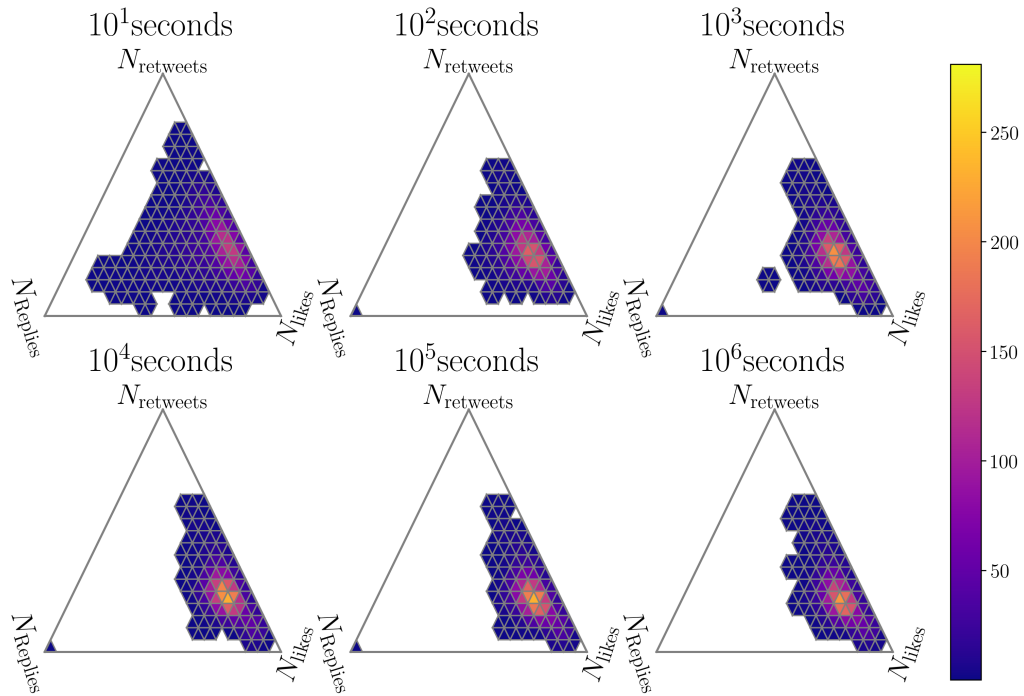 10¹seconds 10²seconds 10³seconds
N_retweets N_retweets N_retweets
N_Replies N_likes N_Replies N_likes N_Replies N_likes
10⁴seconds 10⁵seconds 10⁶seconds
N_retweets N_retweets N_retweets
N_Replies N_likes N_Replies N_likes N_Replies N_likes
250
200
150
100
50